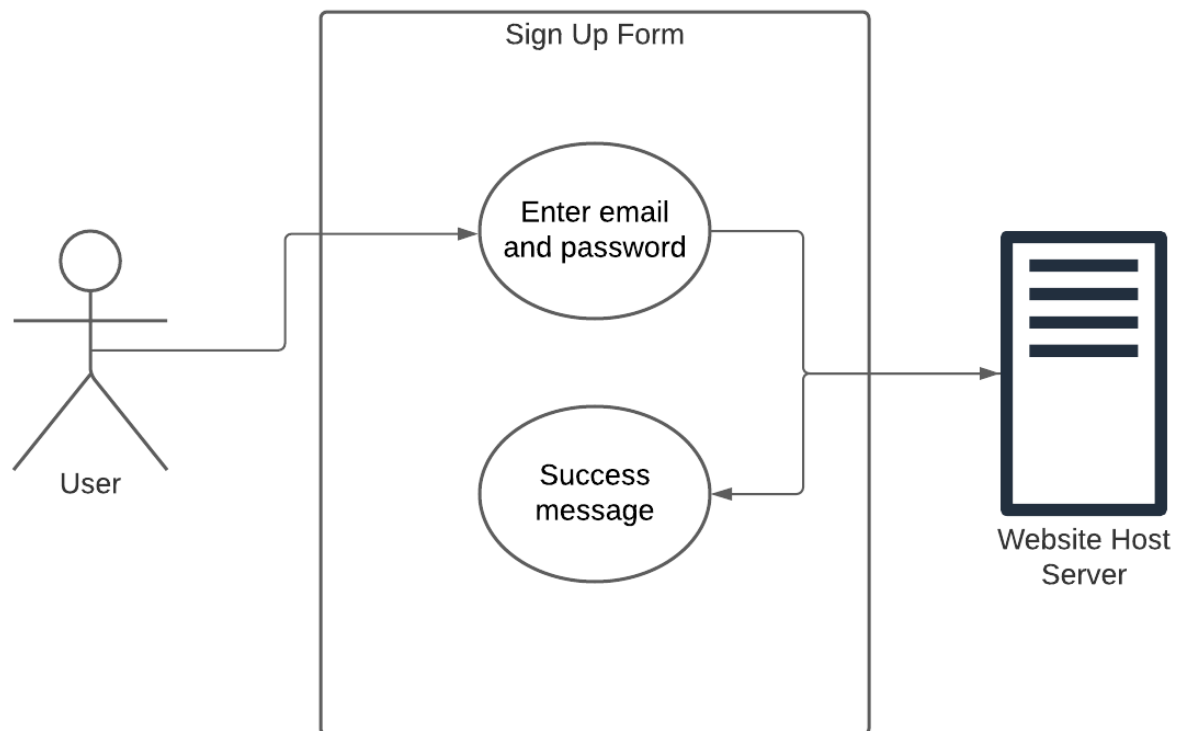 Sign Up Form
Enter email
and password
User
Success
message
Website Host
Server